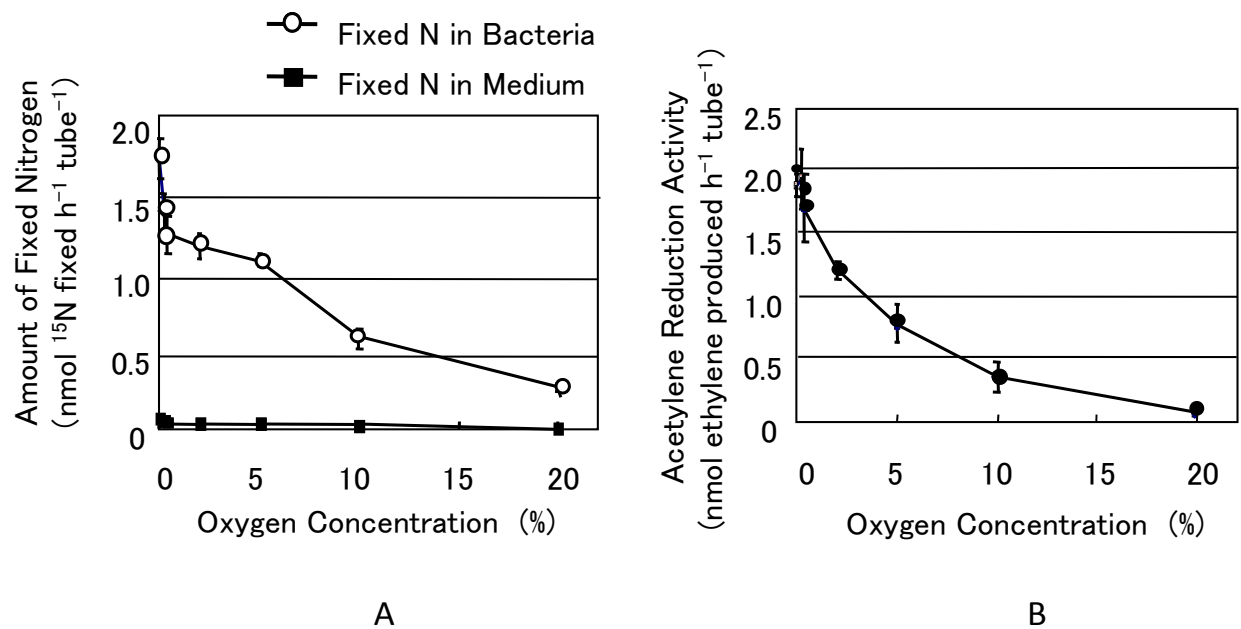 Fixed N in Bacteria
Fixed N in Medium
Amount of Fixed Nitrogen
(nmol ¹⁵N fixed h⁻¹ tube⁻¹)
2.0
1.5
1.0
0.5
0
0 5 10 15 20
Oxygen Concentration (%)
A
Acetylene Reduction Activity
(nmol ethylene produced h⁻¹ tube⁻¹)
2.5
2.0
1.5
1.0
0.5
0
0 5 10 15 20
Oxygen Concentration (%)
B